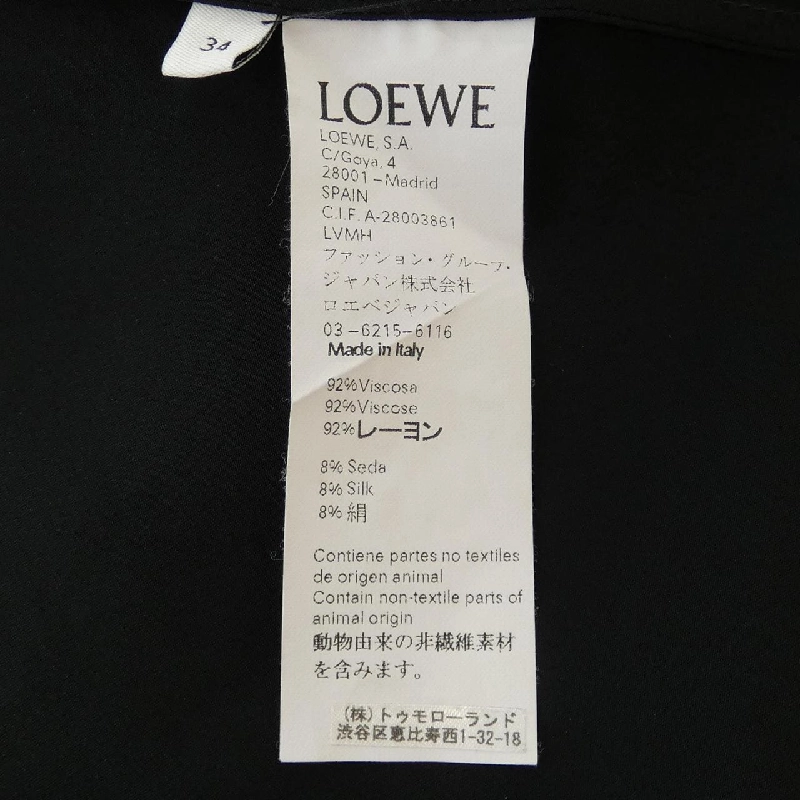 34
LOEWE
LOEWE, S.A.
C/Goya, 4
28001 – Madrid
SPAIN
C.I.F. A-28003861
LVMH
ファッション・グループ・
ジャパン株式会社
ロエベジャパン
03-6215-6116
Made in Italy
92% Viscosa
92% Viscose
92% レーヨン
8% Seda
8% Silk
8% 絹
Contiene partes no textiles
de origen animal
Contain non-textile parts of
animal origin
動物由来の非繊維素材
を含みます。
(株)トゥモローランド
渋谷区恵比寿西1-32-18